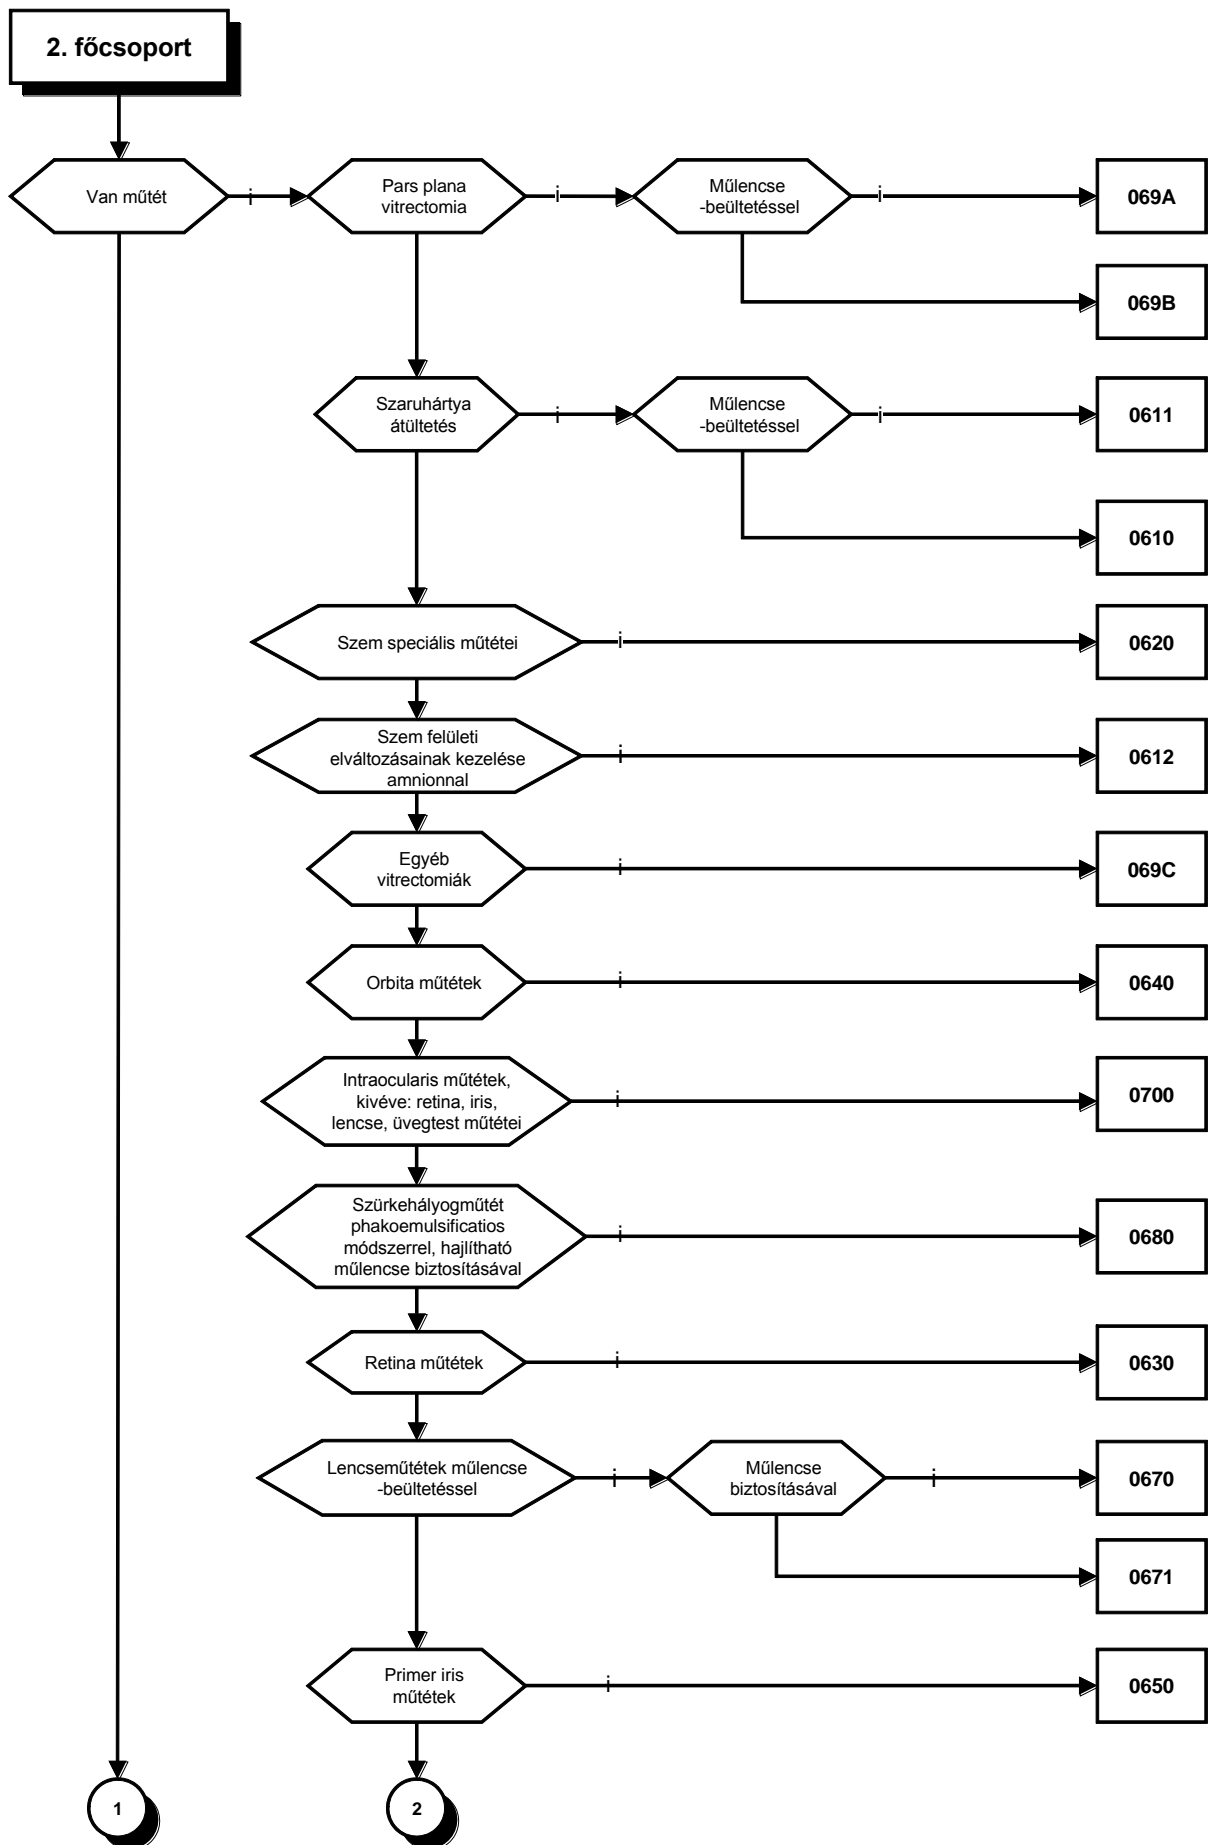 2. főcsoport
Van műtét
i
Pars plana
vitrectomia
i
Műlencse
-beültetéssel
i
069A
069B
Szaruhártya
átültetés
i
Műlencse
-beültetéssel
i
0611
0610
Szem speciális műtétei
i
0620
Szem felületi
elváltozásainak kezelése
amnionnal
i
0612
Egyéb
vitrectomiák
i
069C
Orbita műtétek
i
0640
Intraocularis műtétek,
kivéve: retina, iris,
lencse, üvegtest műtétei
i
0700
Szürkehályogműtét
phakoemulsificatios
módszerrel, hajlítható
műlencse biztosításával
i
0680
Retina műtétek
i
0630
Lencseműtétek műlencse
-beültetéssel
i
Műlencse
biztosításával
i
0670
0671
Primer iris
műtétek
i
0650
1
2